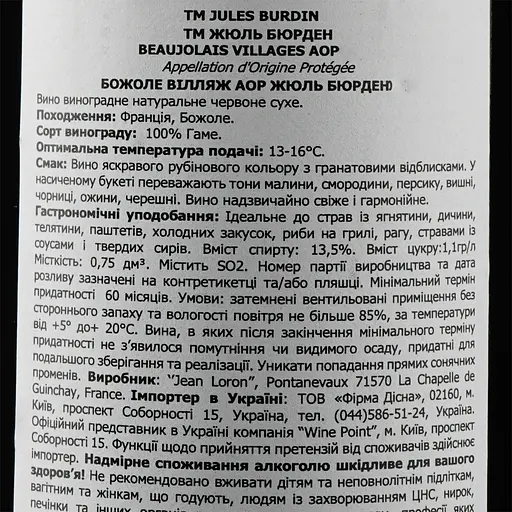 TM JULES BURDIN
ТМ ЖЮЛЬ БЮРДЕН
BEAUJOLAIS VILLAGES AOP
Appellation d'Origine Protégée
БОЖОЛЕ ВІЛЛЯЖ АОР ЖЮЛЬ БЮРДЕН)
Вино виноградне натуральне червоне сухе.
Походження: Франція, Божоле.
Сорт винограду: 100% Гаме.
Оптимальна температура подачі: 13-16°С.
Смак: Вино яскравого рубінового кольору з гранатовими відблисками. У
насиченому букеті переважають тони малини, смородини, персику, вишні,
чорниці, ожини, черешні. Вино надзвичайно свіже і гармонійне.
Гастрономічні уподобання: Ідеальне до страв із ягнятини, дичини,
телятини, паштетів, холодних закусок, риби на грилі, рагу, стравами із
соусами і твердих сирів. Вміст спирту: 13,5%. Вміст цукру:1,1гр/л
Місткість: 0,75 дм³. Містить SO2. Номер партії виробництва та дата
розливу зазначені на контретикетці та/або пляшці. Мінімальний термін
придатності 60 місяців. Умови: затемнені вентильовані приміщення без
стороннього запаху та вологості повітря не більше 85%, за температури
від +5° до+ 20°С. Вина, в яких після закінчення мінімального терміну
придатності не з'явилося помутніння чи видимого осаду, придатні для
подальшого зберігання та реалізації. Уникати попадання прямих сонячних
променів. Виробник: "Jean Loron", Pontanevaux 71570 La Chapelle de
Guinchay, France. Імпортер в Україні: ТОВ «Фірма Дісна», 02160, м.
Київ, проспект Соборності 15, Україна, тел. (044)586-51-24, Україна.
Офіційний представник в Україні компанія "Wine Point", м. Київ, проспект
Соборності 15. Функції щодо прийняття претензій від споживачів здійснює
імпортер. Надмірне споживання алкоголю шкідливе для вашого
здоров'я! Не рекомендовано вживати дітям та неповнолітнім підліткам,
вагітним та жінкам, що годують, людям із захворюванням ЦНС, нирок,
печінки та інших органів